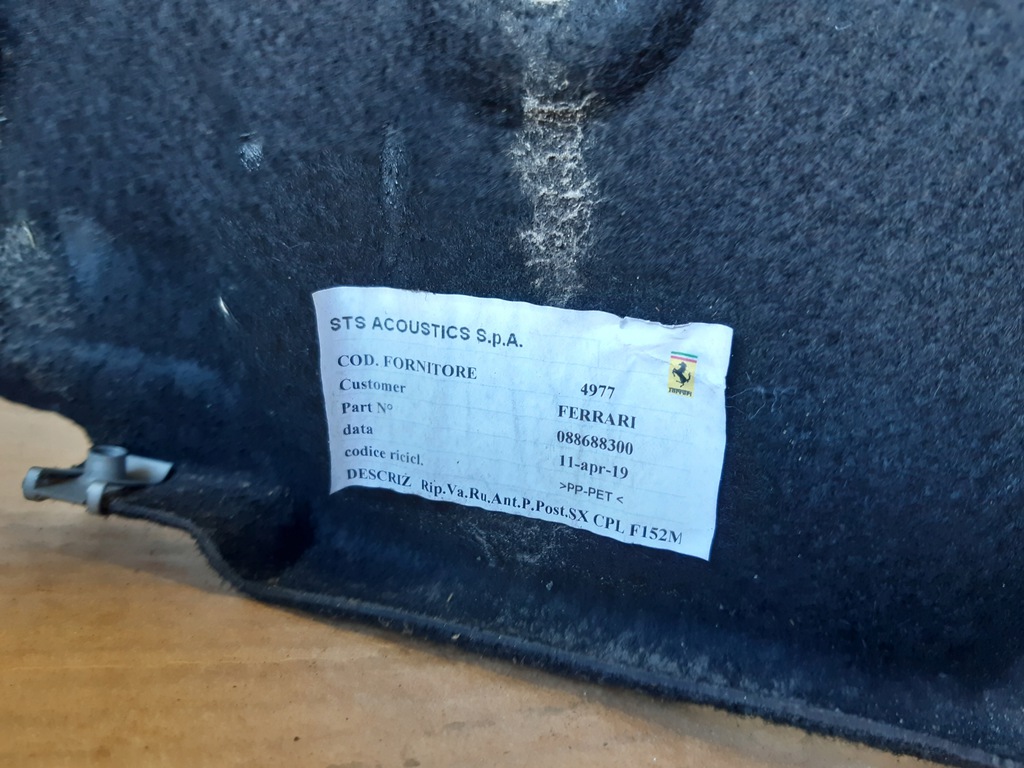 STS ACOUSTICS S.p.A.
COD. FORNITORE 4977
Customer FERRARI
Part N° 088688300
data 11-apr-19
codice ricicl. >PP-PET<
DESCRIZ Rip.Va.Ru.Ant.P.Post.SX CPL F152M
Ferrari